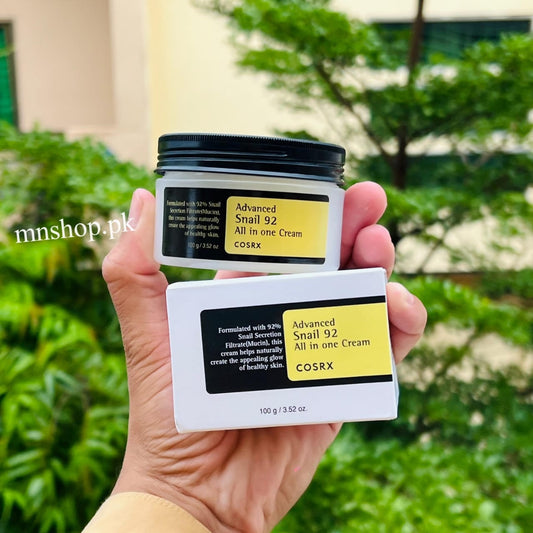 mnshop.pk
Formulated with 92% Snail
Secretion Filtrate(Mucin),
this cream helps naturally
create the appealing glow
of healthy skin.
100 g / 3.52 oz
Advanced
Snail 92
All in one Cream
COSRX
Formulated with 92%
Snail Secretion
Filtrate(Mucin), this
cream helps naturally
create the appealing glow
of healthy skin.
Advanced
Snail 92
All in one Cream
COSRX
100 g / 3.52 oz.